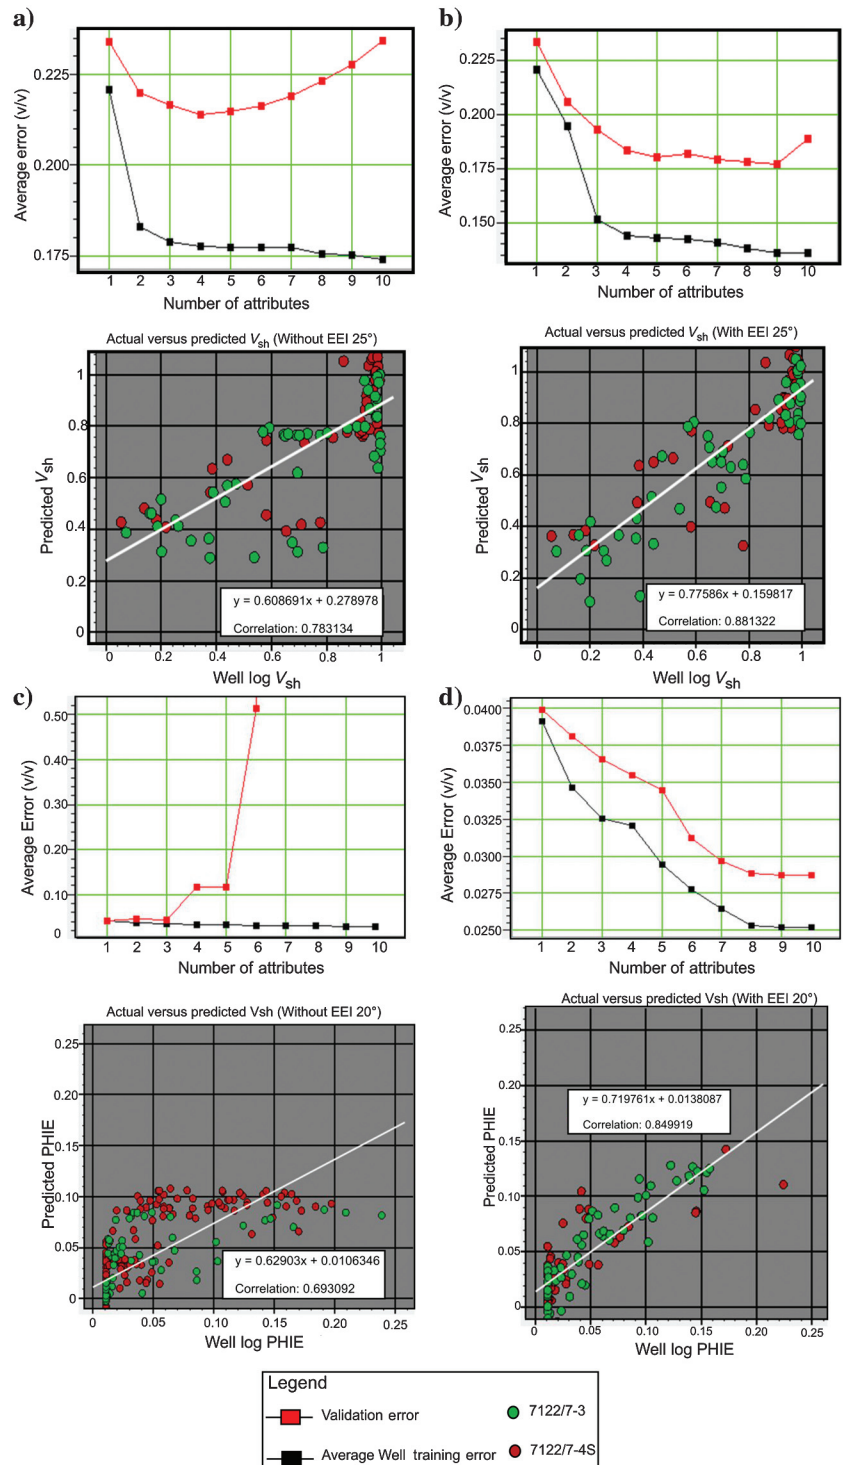 a)
Average error (v/v)
0.225
0.200
0.175
1 2 3 4 5 6 7 8 9 10
Number of attributes
Actual versus predicted Vsh (Without EEI 25°)
Predicted Vsh
1
0.8
0.6
0.4
0.2
0
y = 0.608691x + 0.278978
Correlation: 0.783134
0 0.2 0.4 0.6 0.8 1
Well log Vsh
b)
Average error (v/v)
0.225
0.200
0.175
0.150
1 2 3 4 5 6 7 8 9 10
Number of attributes
Actual versus predicted Vsh (With EEI 25°)
Predicted Vsh
1
0.8
0.6
0.4
0.2
0
y = 0.77586x + 0.159817
Correlation: 0.881322
0 0.2 0.4 0.6 0.8 1
Well log Vsh
c)
Average Error (v/v)
0.50
0.40
0.30
0.20
0.10
0
1 2 3 4 5 6 7 8 9 10
Number of attributes
Actual versus predicted Vsh (Without EEI 20°)
Predicted PHIE
0.25
0.20
0.15
0.10
0.05
0
y = 0.62903x + 0.0106346
Correlation: 0.693092
0 0.05 0.10 0.15 0.20 0.25
Well log PHIE
d)
Average Error (v/v)
0.0400
0.0375
0.0350
0.0325
0.0300
0.0275
0.0250
1 2 3 4 5 6 7 8 9 10
Number of attributes
Actual versus predicted Vsh (With EEI 20°)
Predicted PHIE
0.25
0.20
0.15
0.10
0.05
0
y = 0.719761x + 0.0138087
Correlation: 0.849919
0 0.05 0.10 0.15 0.20 0.25
Well log PHIE
Legend
Validation error
7122/7-3
Average Well training error
7122/7-4S